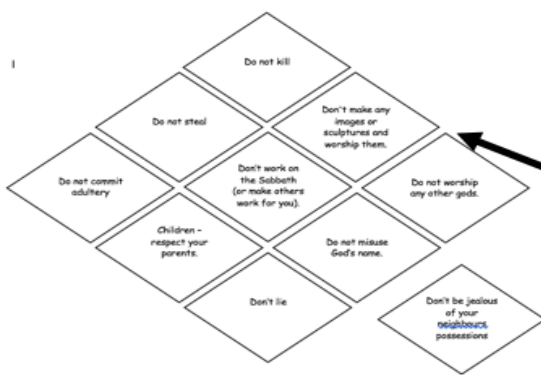 I
Do not kill
Do not steal
Don't make any
images or
sculptures and
worship them.
Do not commit
adultery
Don't work on
the Sabbath
(or make others
work for you).
Do not worship
any other gods.
Children –
respect your
parents.
Do not misuse
God's name.
Don't lie
Don't be jealous
of your
neighbours
possessions